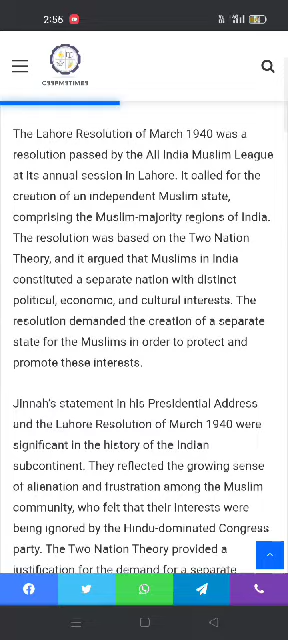 2:56
CSSPMSTIMES
The Lahore Resolution of March 1940 was a
resolution passed by the All India Muslim League
at its annual session in Lahore. It called for the
creation of an independent Muslim state,
comprising the Muslim-majority regions of India.
The resolution was based on the Two Nation
Theory, and it argued that Muslims in India
constituted a separate nation with distinct
political, economic, and cultural interests. The
resolution demanded the creation of a separate
state for the Muslims in order to protect and
promote these interests.
Jinnah's statement in his Presidential Address
and the Lahore Resolution of March 1940 were
significant in the history of the Indian
subcontinent. They reflected the growing sense
of alienation and frustration among the Muslim
community, who felt that their interests were
being ignored by the Hindu-dominated Congress
party. The Two Nation Theory provided a
justification for the demand for a separate